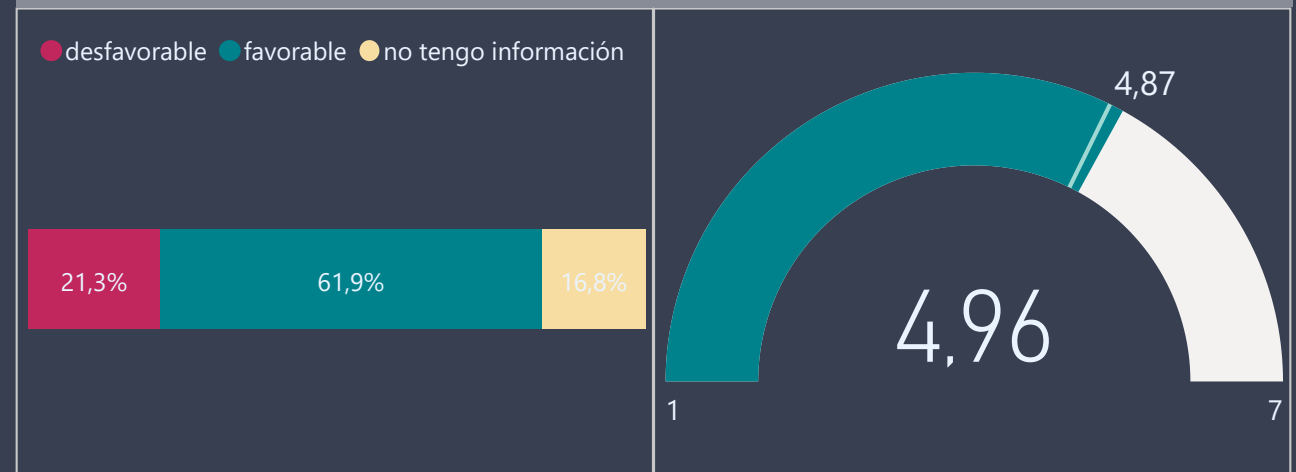 desfavorable favorable no tengo información
21,3% 61,9% 16,8%
4,87
4,96
1 7